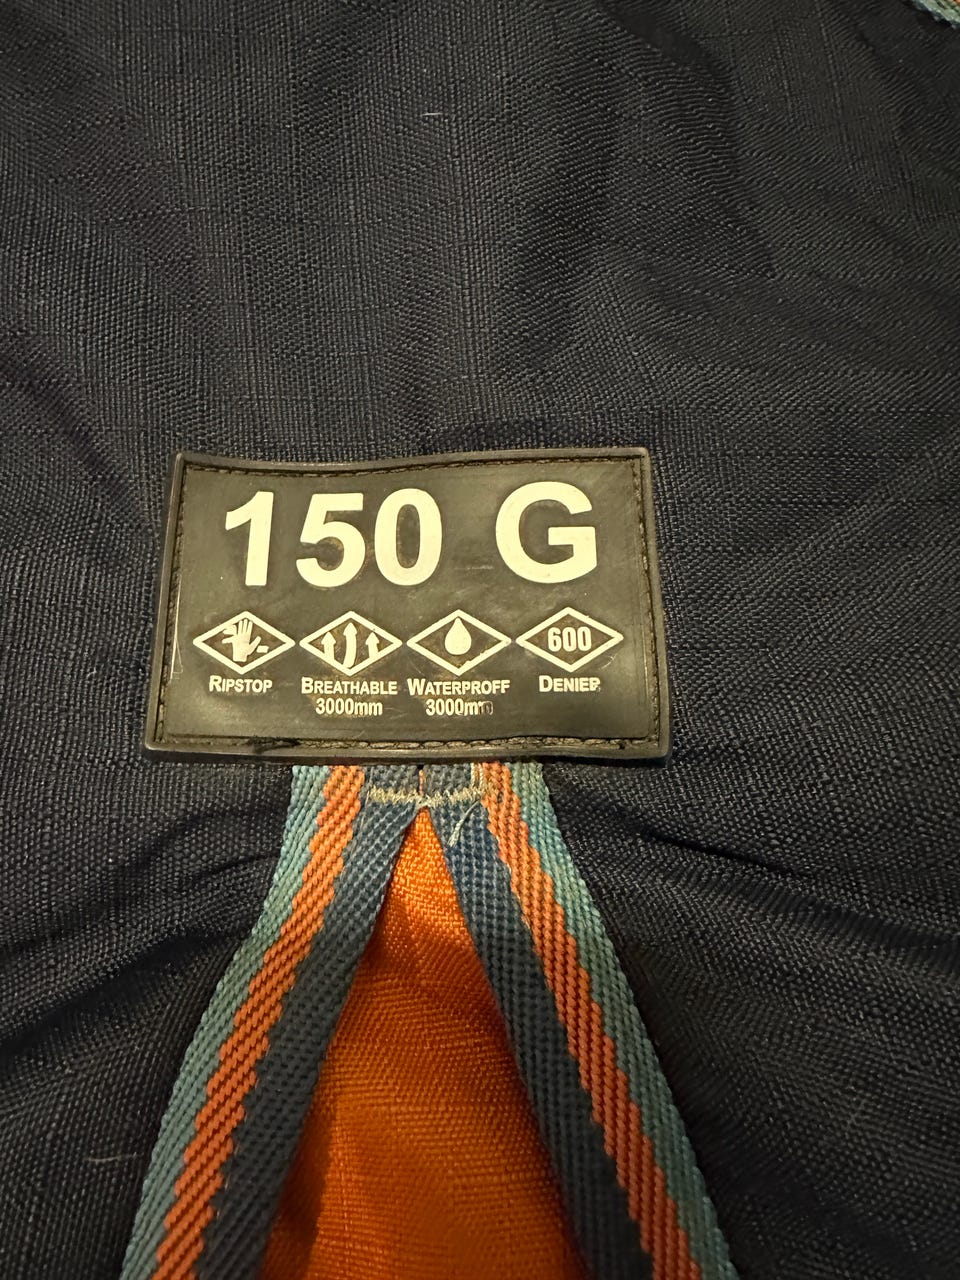 150 G
600
RIPSTOP BREATHABLE WATERPROFF DENIER
3000mm 3000mm